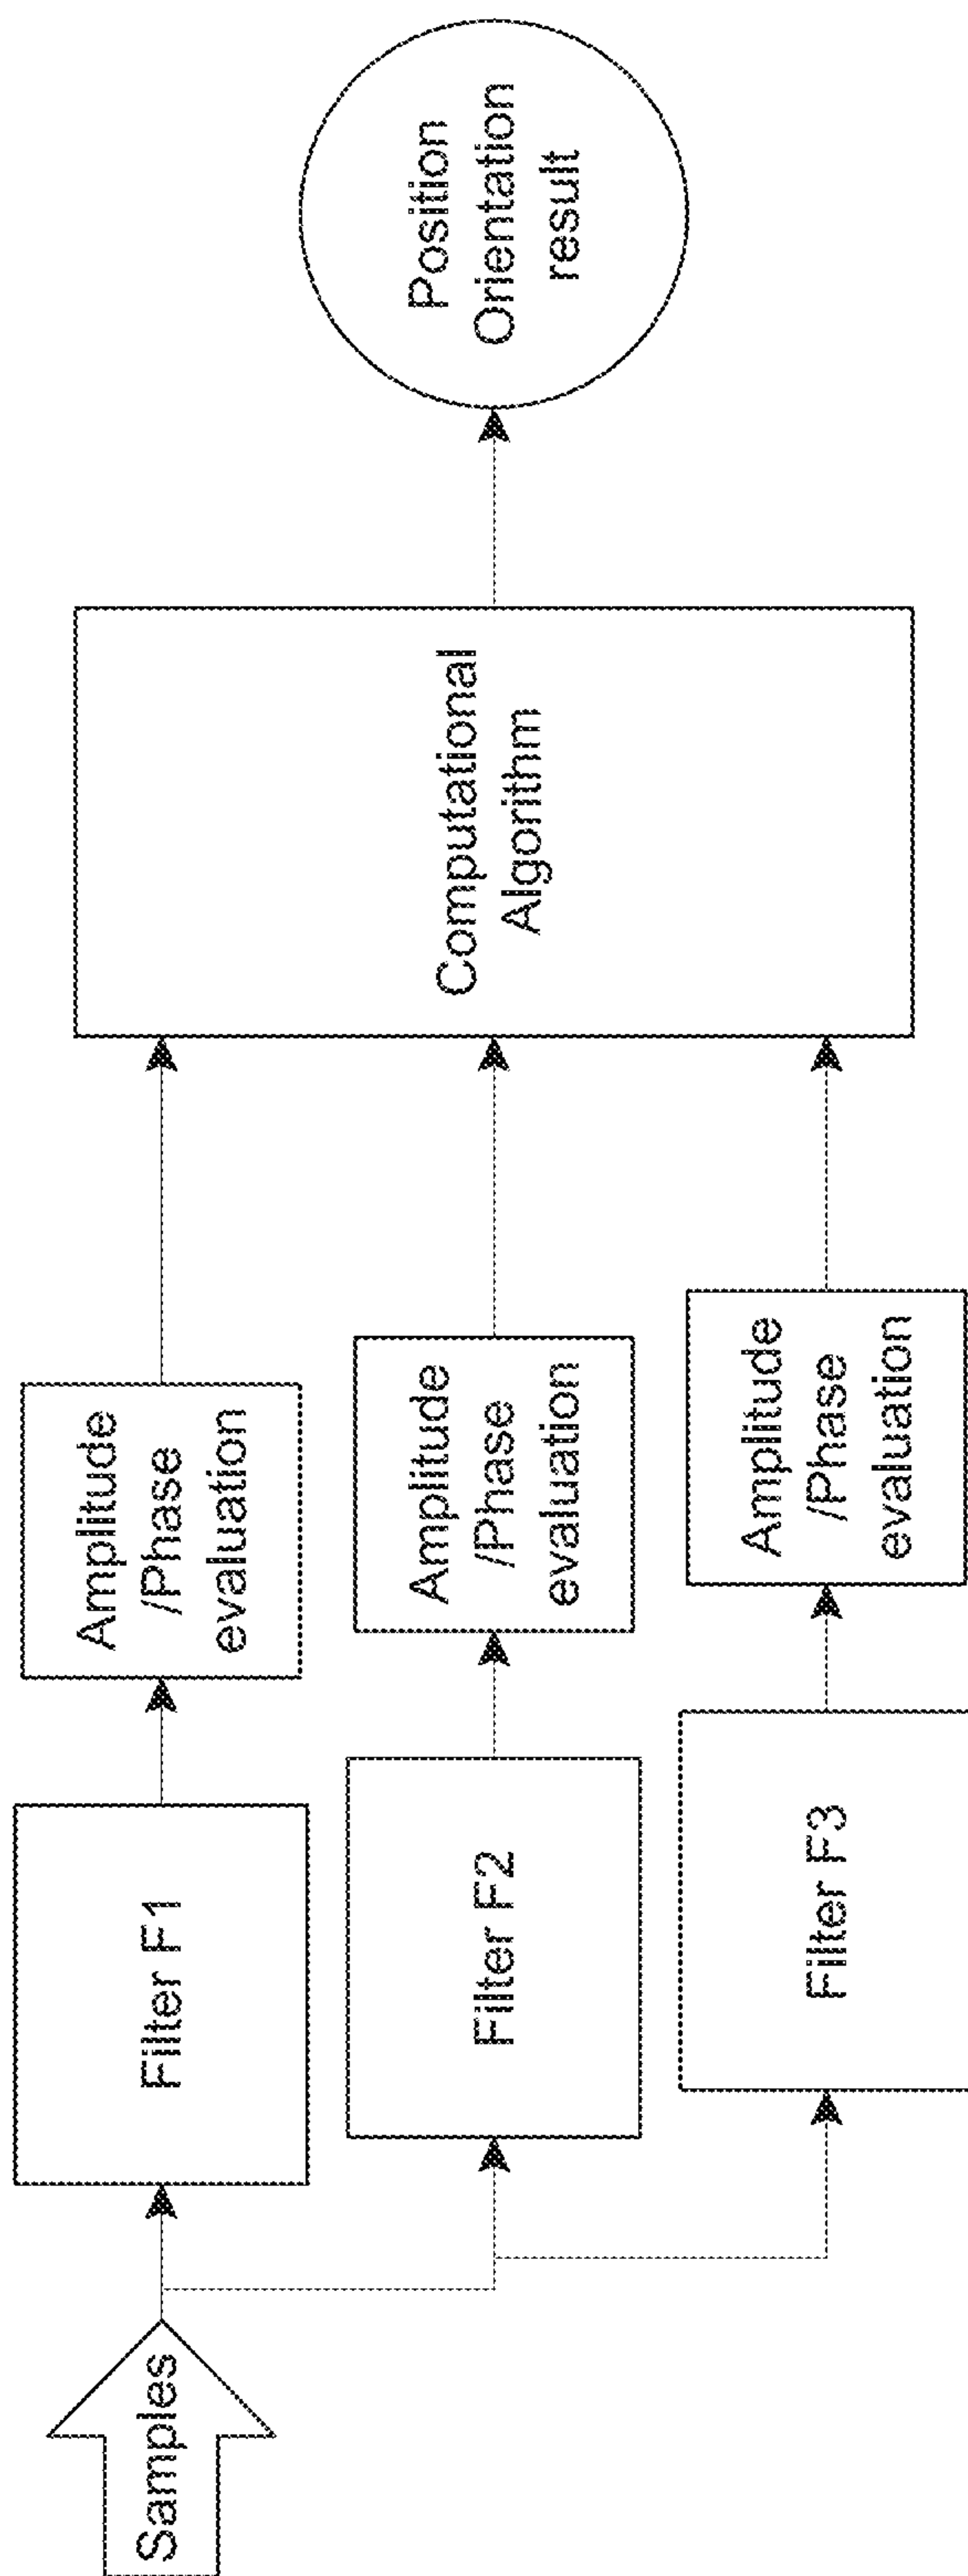 Samples
Filter F1
Amplitude
/Phase
evaluation
Filter F2
Amplitude
/Phase
evaluation
Filter F3
Amplitude
/Phase
evaluation
Computational
Algorithm
Position
Orientation
result